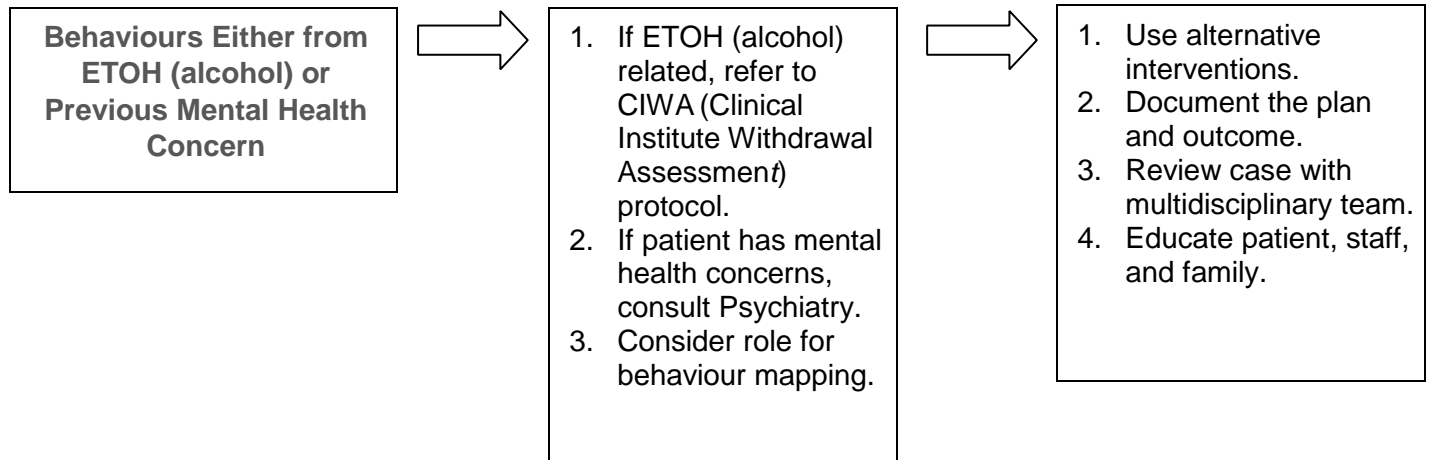 Behaviours Either from
ETOH (alcohol) or
Previous Mental Health
Concern
1. If ETOH (alcohol)
related, refer to
CIWA (Clinical
Institute Withdrawal
Assessment)
protocol.
2. If patient has mental
health concerns,
consult Psychiatry.
3. Consider role for
behaviour mapping.
1. Use alternative
interventions.
2. Document the plan
and outcome.
3. Review case with
multidisciplinary team.
4. Educate patient, staff,
and family.